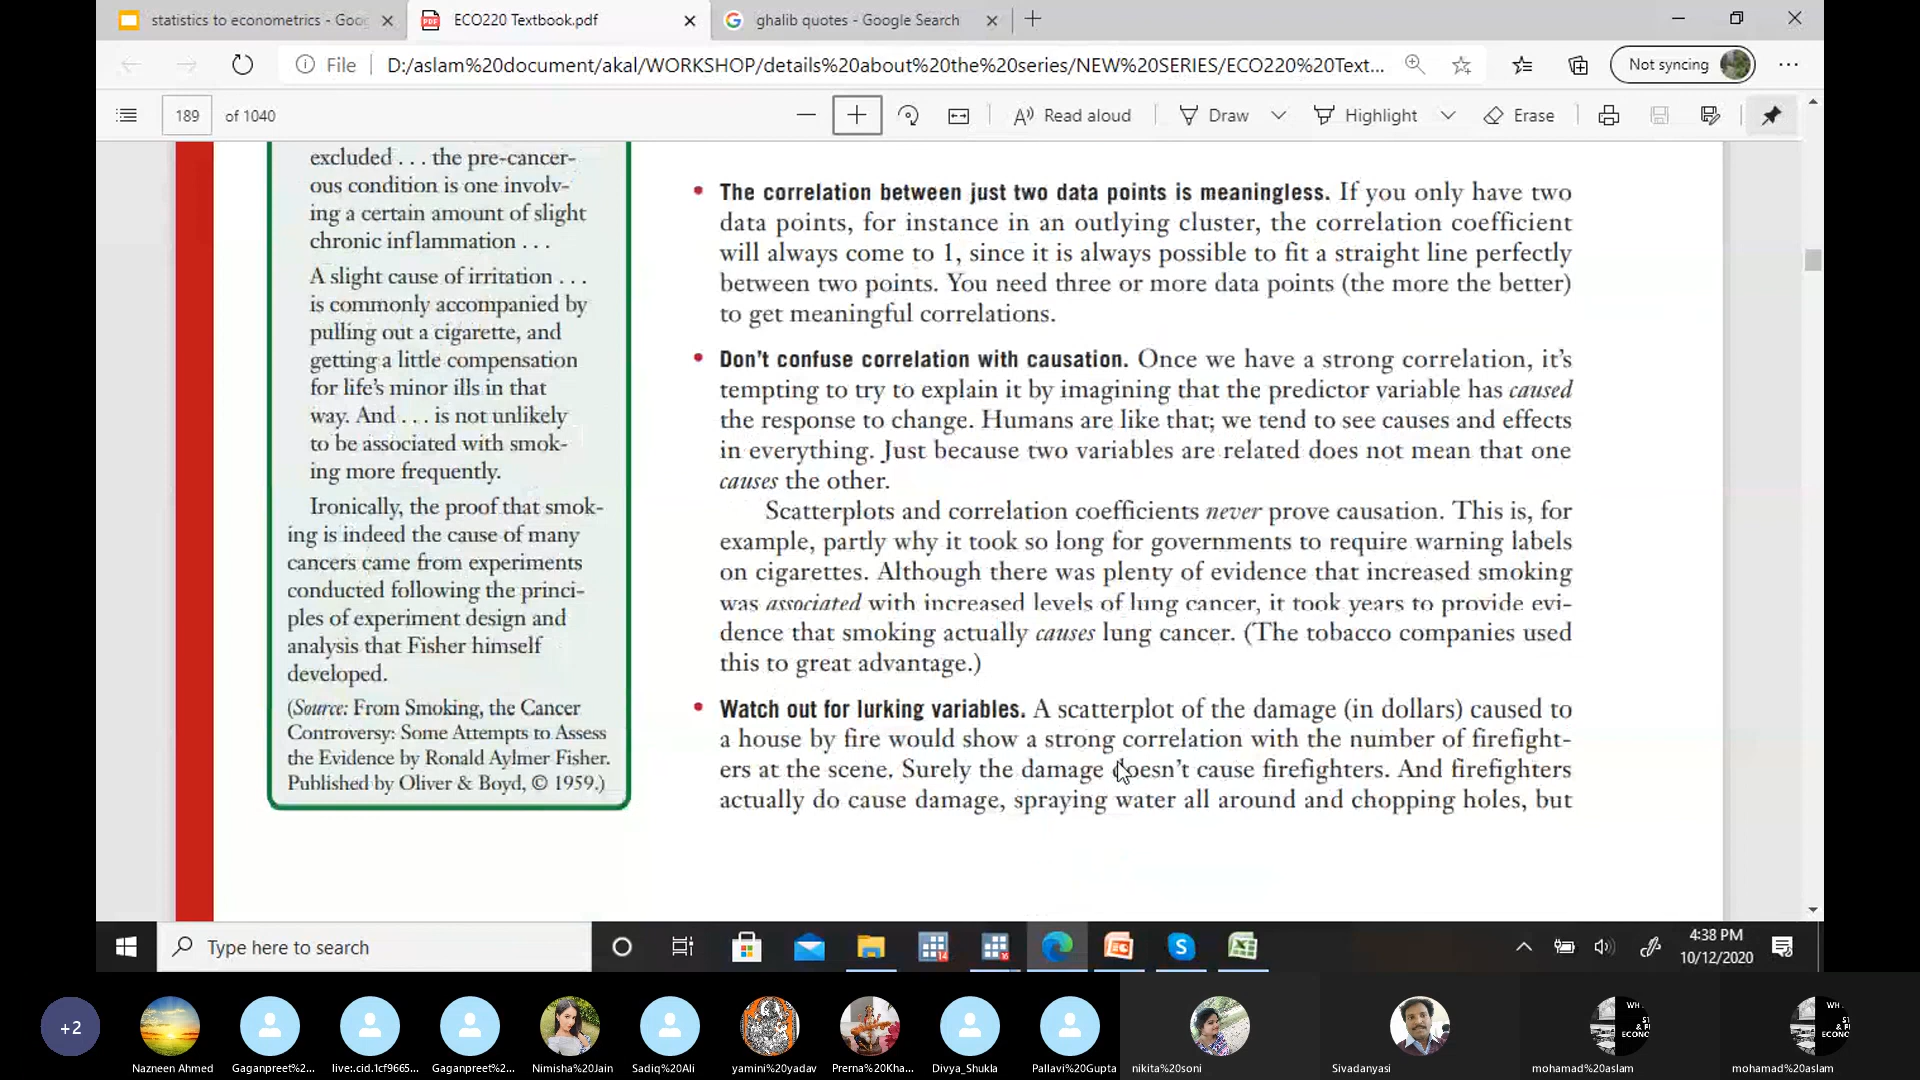 statistics to econometrics - Goo
ECO220 Textbook.pdf
ghalib quotes - Google Search
File
D:/aslam%20document/akal/WORKSHOP/details%20about%20the%20series/NEW%20SERIES/ECO220%20Text...
Not syncing
189 of 1040
Read aloud
Draw
Highlight
Erase
excluded . . . the pre-cancer-
ous condition is one involv-
ing a certain amount of slight
chronic inflammation . . .
A slight cause of irritation . . .
is commonly accompanied by
pulling out a cigarette, and
getting a little compensation
for life's minor ills in that
way. And . . . is not unlikely
to be associated with smok-
ing more frequently.
Ironically, the proof that smok-
ing is indeed the cause of many
cancers came from experiments
conducted following the princi-
ples of experiment design and
analysis that Fisher himself
developed.
(Source: From Smoking, the Cancer
Controversy: Some Attempts to Assess
the Evidence by Ronald Aylmer Fisher.
Published by Oliver & Boyd, © 1959.)
• The correlation between just two data points is meaningless. If you only have two
data points, for instance in an outlying cluster, the correlation coefficient
will always come to 1, since it is always possible to fit a straight line perfectly
between two points. You need three or more data points (the more the better)
to get meaningful correlations.
• Don't confuse correlation with causation. Once we have a strong correlation, it's
tempting to try to explain it by imagining that the predictor variable has caused
the response to change. Humans are like that; we tend to see causes and effects
in everything. Just because two variables are related does not mean that one
causes the other.
Scatterplots and correlation coefficients never prove causation. This is, for
example, partly why it took so long for governments to require warning labels
on cigarettes. Although there was plenty of evidence that increased smoking
was associated with increased levels of lung cancer, it took years to provide evi-
dence that smoking actually causes lung cancer. (The tobacco companies used
this to great advantage.)
• Watch out for lurking variables. A scatterplot of the damage (in dollars) caused to
a house by fire would show a strong correlation with the number of firefight-
ers at the scene. Surely the damage doesn't cause firefighters. And firefighters
actually do cause damage, spraying water all around and chopping holes, but
Type here to search
4:38 PM
10/12/2020
+2
Nazneen Ahmed
Gaganpreet%2...
live:.cid.1cf9665...
Gaganpreet%2...
Nimisha%20Jain
Sadiq%20Ali
yamini%20yadav
Prerna%20Kha...
Divya_Shukla
Pallavi%20Gupta
nikita%20soni
Sivadanyasi
mohamad%20aslam
mohamad%20aslam